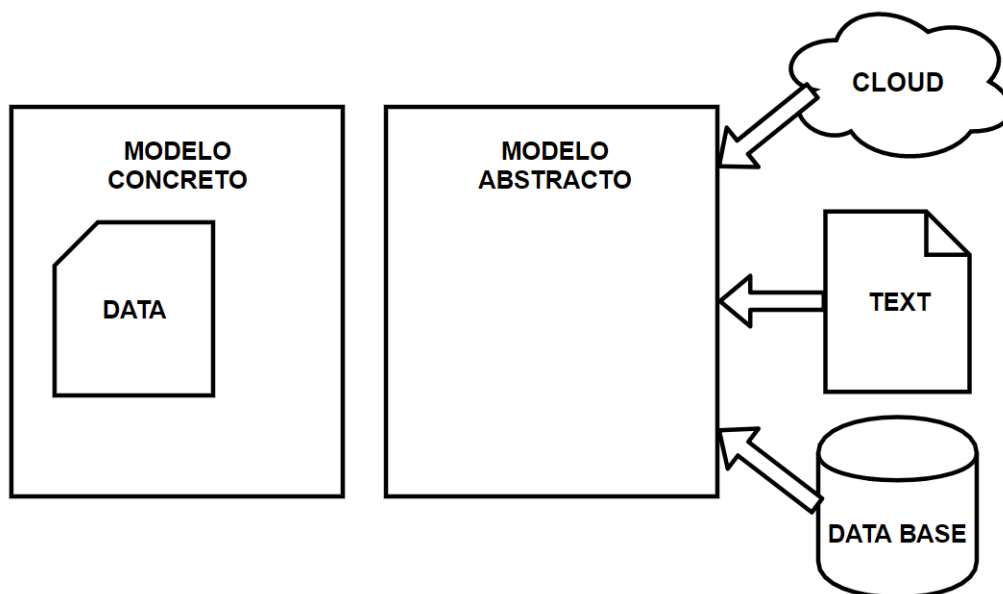 MODELO
CONCRETO
DATA
MODELO
ABSTRACTO
CLOUD
TEXT
DATA BASE